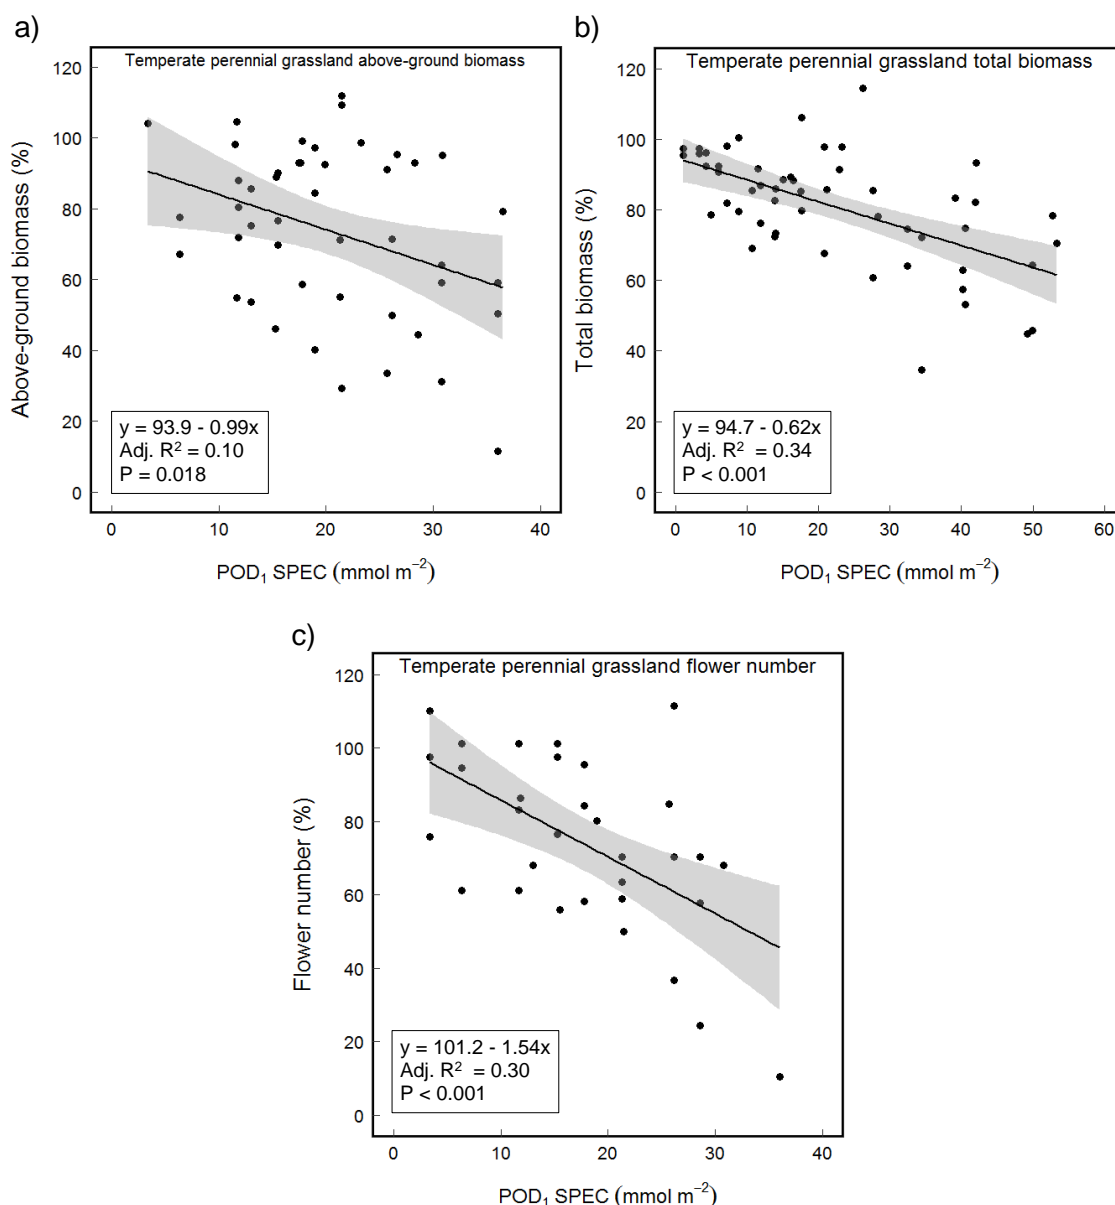 a)
Temperate perennial grassland above-ground biomass
120
100
80
60
40
20
0
Above-ground biomass (%)
y = 93.9 - 0.99x
Adj. R² = 0.10
P = 0.018
0 10 20 30 40
POD₁ SPEC (mmol m⁻²)
b)
Temperate perennial grassland total biomass
120
100
80
60
40
20
0
Total biomass (%)
y = 94.7 - 0.62x
Adj. R² = 0.34
P < 0.001
0 10 20 30 40 50 60
POD₁ SPEC (mmol m⁻²)
c)
Temperate perennial grassland flower number
120
100
80
60
40
20
0
Flower number (%)
y = 101.2 - 1.54x
Adj. R² = 0.30
P < 0.001
0 10 20 30 40
POD₁ SPEC (mmol m⁻²)